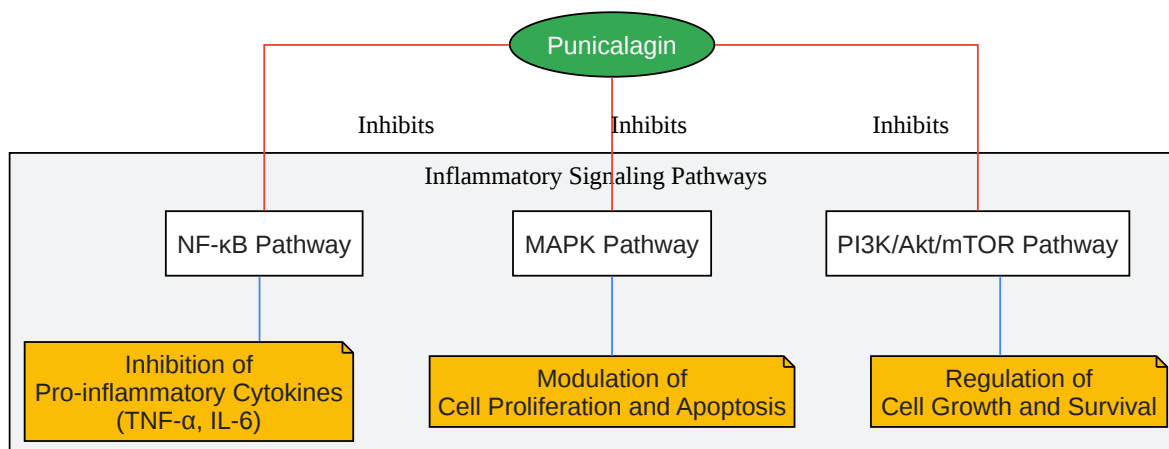 Punicalagin
Inhibits
Inhibits
Inhibits
Inflammatory Signaling Pathways
NF-κB Pathway
MAPK Pathway
PI3K/Akt/mTOR Pathway
Inhibition of
Pro-inflammatory Cytokines
(TNF-α, IL-6)
Modulation of
Cell Proliferation and Apoptosis
Regulation of
Cell Growth and Survival